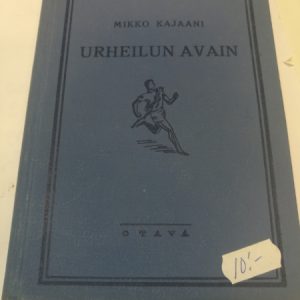 MIKKO KAJAANI
URHEILUN AVAIN
OTAVA
10:-